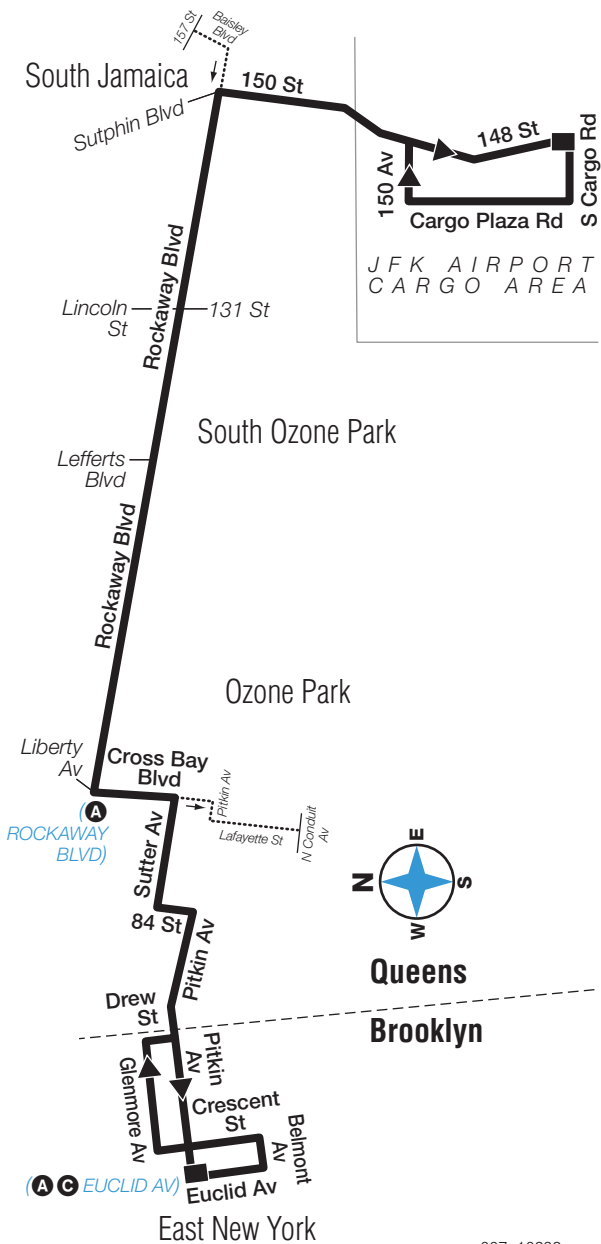 157 St
Baisley
Blvd
South Jamaica
150 St
Sutphin Blvd
148 St
150 Av
S Cargo Rd
Cargo Plaza Rd
JFK AIRPORT
CARGO AREA
Rockaway Blvd
Lincoln
St
131 St
South Ozone Park
Lefferts
Blvd
Rockaway Blvd
Ozone Park
Liberty
Av
Cross Bay
Blvd
Pitkin Av
Lafayette St
N Conduit
Av
(A
ROCKAWAY
BLVD)
Sutter Av
84 St
Pitkin Av
N
E
S
W
Queens
Drew
St
Brooklyn
Pitkin
Av
Glenmore Av
Crescent
St
Belmont
Av
(A C EUCLID AV)
Euclid Av
East New York